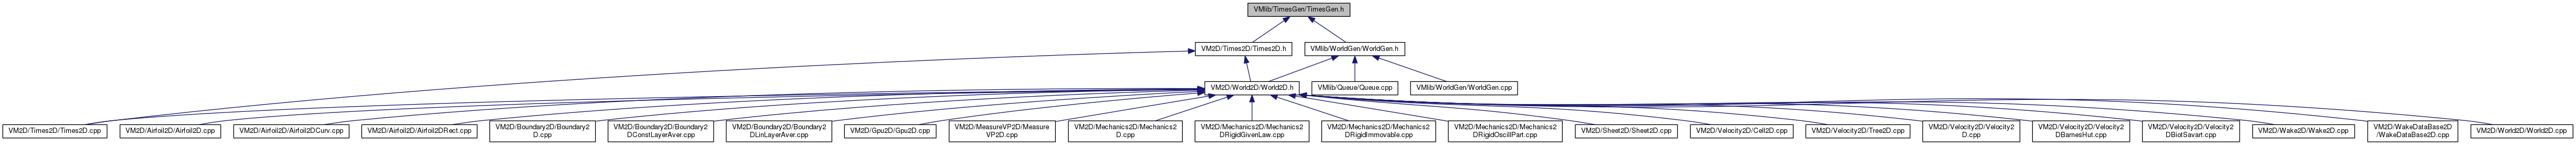 VMlib/TimesGen/TimesGen.h
VM2D/Times2D/Times2D.h
VMlib/WorldGen/WorldGen.h
VM2D/World2D/World2D.h
VMlib/Queue/Queue.cpp
VMlib/WorldGen/WorldGen.cpp
VM2D/Times2D/Times2D.cpp
VM2D/Airfoil2D/Airfoil2D.cpp
VM2D/Airfoil2D/Airfoil2DCurv.cpp
VM2D/Airfoil2D/Airfoil2DRect.cpp
VM2D/Boundary2D/Boundary2
D.cpp
VM2D/Boundary2D/Boundary2
DConstLayerAver.cpp
VM2D/Boundary2D/Boundary2
DLinLayerAver.cpp
VM2D/Gpu2D/Gpu2D.cpp
VM2D/MeasureVP2D/Measure
VP2D.cpp
VM2D/Mechanics2D/Mechanics2
D.cpp
VM2D/Mechanics2D/Mechanics2
DRigidGivenLaw.cpp
VM2D/Mechanics2D/Mechanics2
DRigidImmovable.cpp
VM2D/Mechanics2D/Mechanics2
DRigidOscillPart.cpp
VM2D/Sheet2D/Sheet2D.cpp
VM2D/Velocity2D/Cell2D.cpp
VM2D/Velocity2D/Tree2D.cpp
VM2D/Velocity2D/Velocity2
D.cpp
VM2D/Velocity2D/Velocity2
DBarnesHut.cpp
VM2D/Velocity2D/Velocity2
DBiotSavart.cpp
VM2D/Wake2D/Wake2D.cpp
VM2D/WakeDataBase2D
/WakeDataBase2D.cpp
VM2D/World2D/World2D.cpp